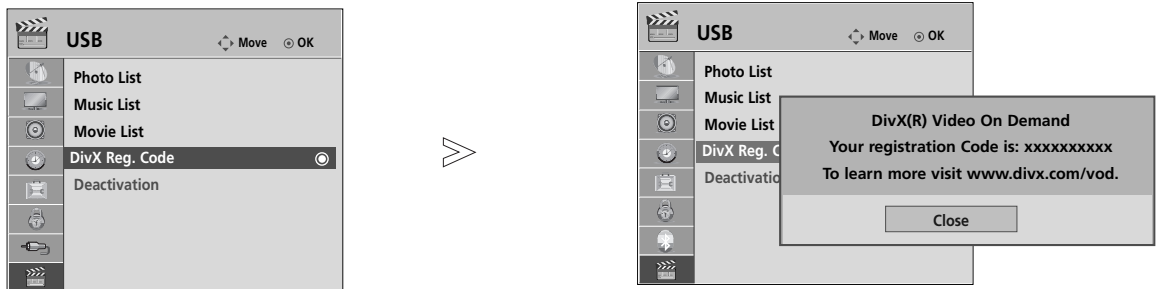 USB Move OK
Photo List
Music List
Movie List
DivX Reg. Code
Deactivation
USB Move OK
Photo List
Music List
Movie List
DivX Reg. C
Deactivatio
DivX(R) Video On Demand
Your registration Code is: xxxxxxxxxx
To learn more visit www.divx.com/vod.
Close